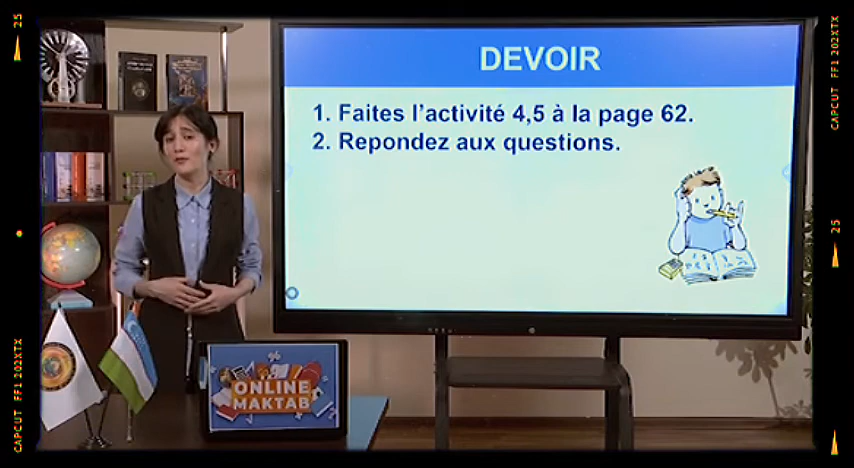 DEVOIR
1. Faites l'activité 4,5 à la page 62.
2. Repondez aux questions.
ONLINE
MAKTAB
25
CAPCUT FF1 202XTX
CAPCUT FF1 202XTX
25